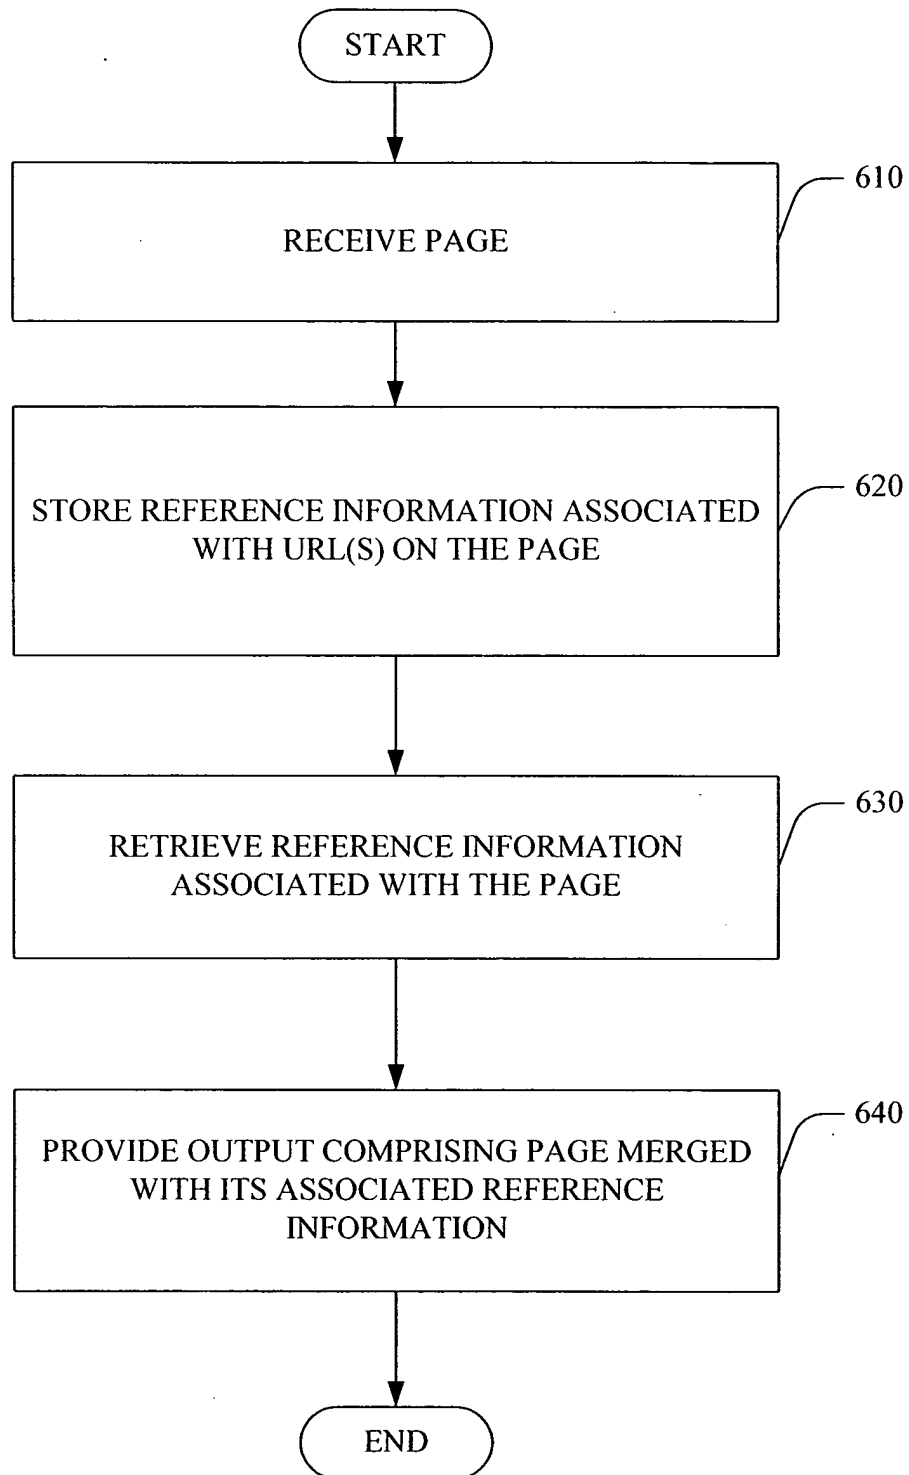 START
610
RECEIVE PAGE
620
STORE REFERENCE INFORMATION ASSOCIATED
WITH URL(S) ON THE PAGE
630
RETRIEVE REFERENCE INFORMATION
ASSOCIATED WITH THE PAGE
640
PROVIDE OUTPUT COMPRISING PAGE MERGED
WITH ITS ASSOCIATED REFERENCE
INFORMATION
END